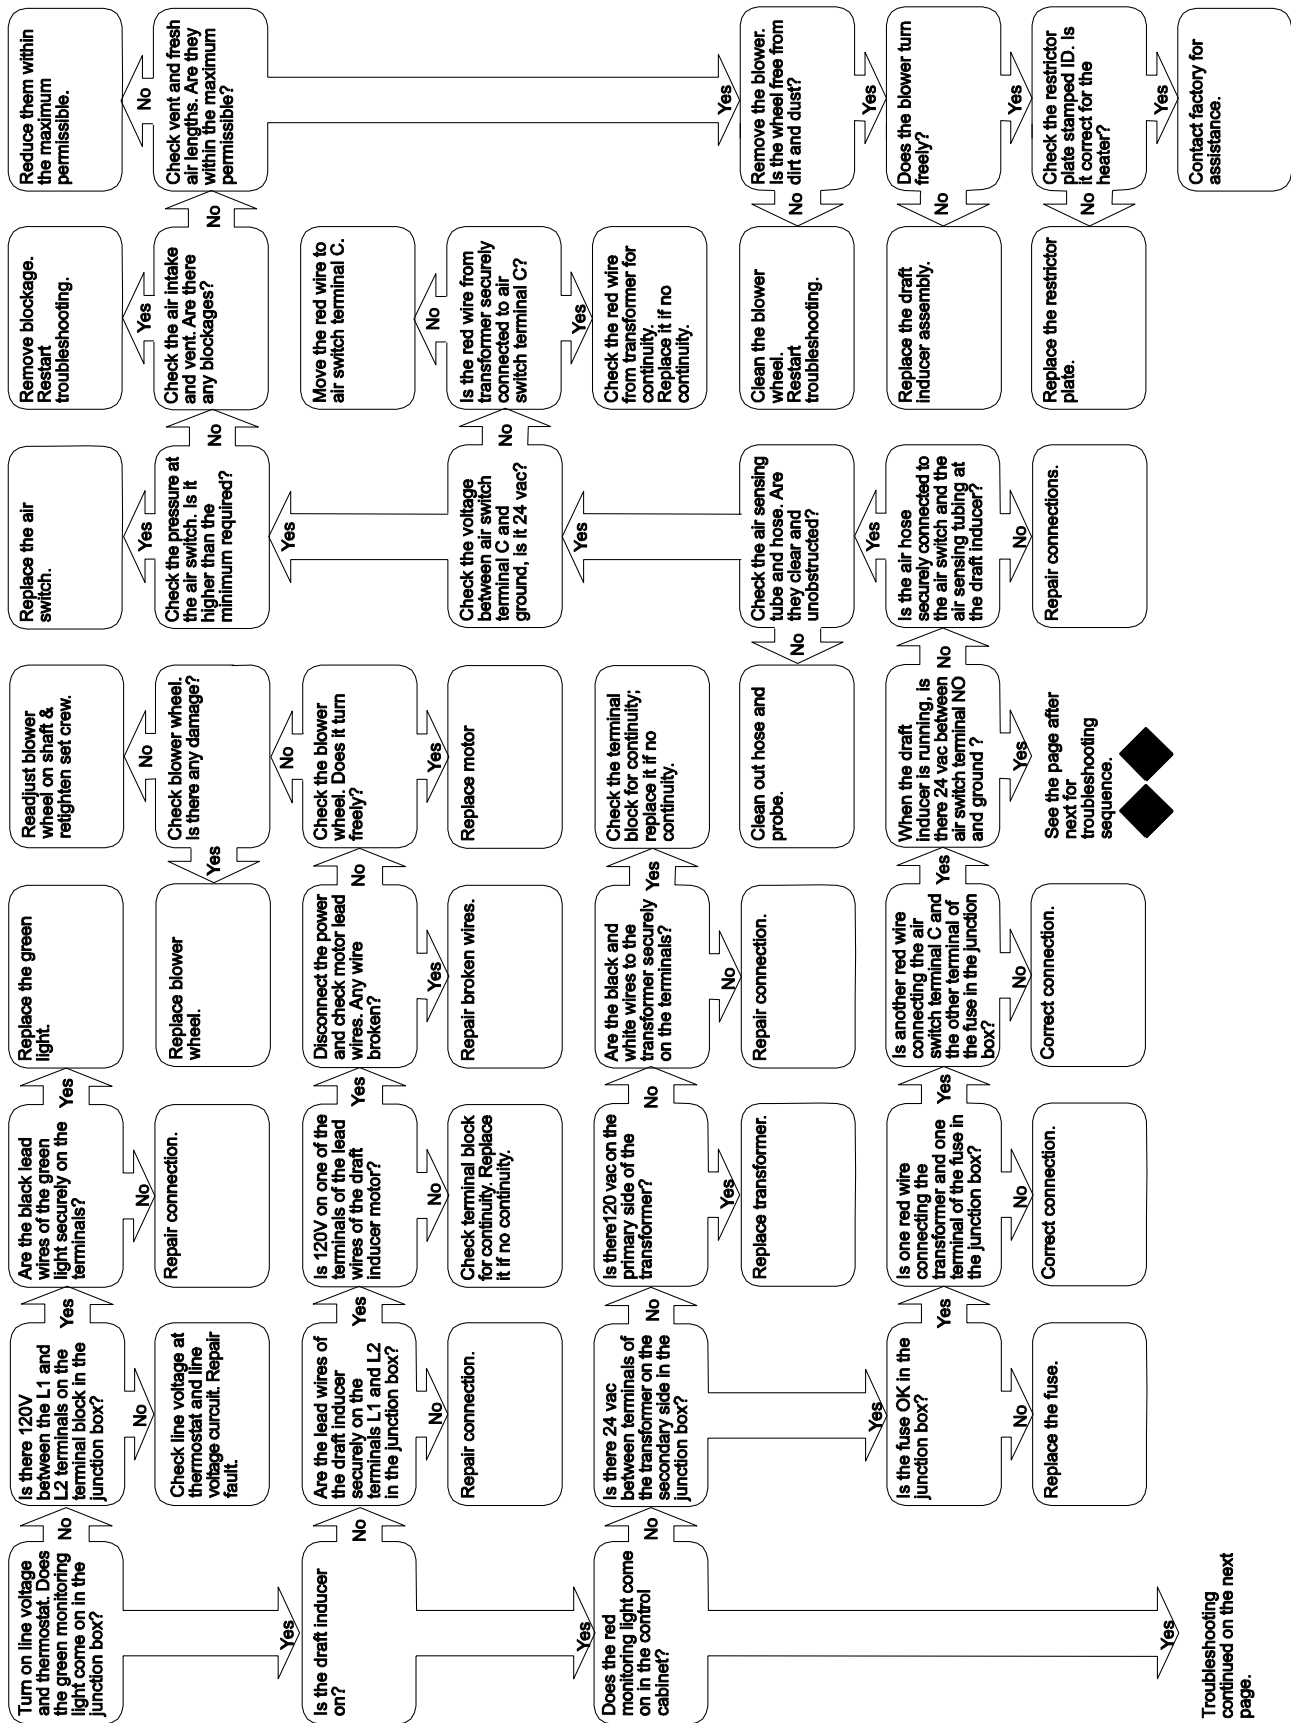 Turn on line voltage
and thermostat. Does
the green monitoring
light come on in the
junction box?
No
Is there 120V
between the L1 and
L2 terminals on the
terminal block in the
junction box?
Yes
Are the black lead
wires of the green
light securely on the
terminals?
Yes
Replace the green
light.
No
Check line voltage at
thermostat and line
voltage curcuit. Repair
fault.
No
Repair connection.
Yes
Is the draft inducer
on?
No
Are the lead wires of
the draft inducer
securely on the
terminals L1 and L2
in the junction box?
Yes
Is 120V on one of the
terminals of the lead
wires of the draft
inducer motor?
Yes
Disconnect the power
and check motor lead
wires. Any wire
broken?
No
Check the blower
wheel. Does it turn
freely?
No
Check blower wheel.
Is there any damage?
No
Readjust blower
wheel on shaft &
retighten set crew.
Yes
Replace blower
wheel.
No
Repair connection.
No
Check terminal block
for continuity. Replace
it if no continuity.
Yes
Repair broken wires.
Yes
Replace motor
Yes
Does the red
monitoring light come
on in the control
cabinet?
No
Is there 24 vac
between terminals of
the transformer on the
secondary side in the
junction box?
No
Is there120 vac on the
primary side of the
transformer?
No
Are the black and
white wires to the
transformer securely
on the terminals?
Yes
Check the terminal
block for continuity;
replace it if no
continuity.
Yes
Replace transformer.
No
Repair connection.
Yes
Is the fuse OK in the
junction box?
Yes
Is one red wire
connecting the
transformer and one
terminal of the fuse in
the junction box?
Yes
Is another red wire
connecting the air
switch terminal C and
the other terminal of
the fuse in the junction
box?
Yes
When the draft
inducer is running, is
there 24 vac between
air switch terminal NO
and ground ?
No
Is the air hose
securely connected to
the air switch and the
air sensing tubing at
the draft inducer?
No
Replace the fuse.
No
Correct connection.
No
Correct connection.
Yes
See the page after
next for
troubleshooting
sequence.
No
Repair connections.
Yes
Check the air sensing
tube and hose. Are
they clear and
unobstructed?
No
Clean out hose and
probe.
Yes
Check the voltage
between air switch
terminal C and
ground, is it 24 vac?
No
Is the red wire from
transformer securely
connected to air
switch terminal C?
No
Move the red wire to
air switch terminal C.
Yes
Check the red wire
from transformer for
continuity.
Replace it if no
continuity.
Yes
Check the pressure at
the air switch. Is it
higher than the
minimum required?
Yes
Replace the air
switch.
No
Check the air intake
and vent. Are there
any blockages?
Yes
Remove blockage.
Restart
troubleshooting.
No
Check vent and fresh
air lengths. Are they
within the maximum
permissible?
No
Reduce them within
the maximum
permissible.
Yes
Remove the blower.
Is the wheel free from
dirt and dust?
No
Clean the blower
wheel.
Restart
troubleshooting.
Yes
Does the blower turn
freely?
No
Replace the draft
inducer assembly.
Yes
Check the restrictor
plate stamped ID. Is
it correct for the
heater?
No
Replace the restrictor
plate.
Yes
Contact factory for
assistance.
Yes
Troubleshooting
continued on the next
page.